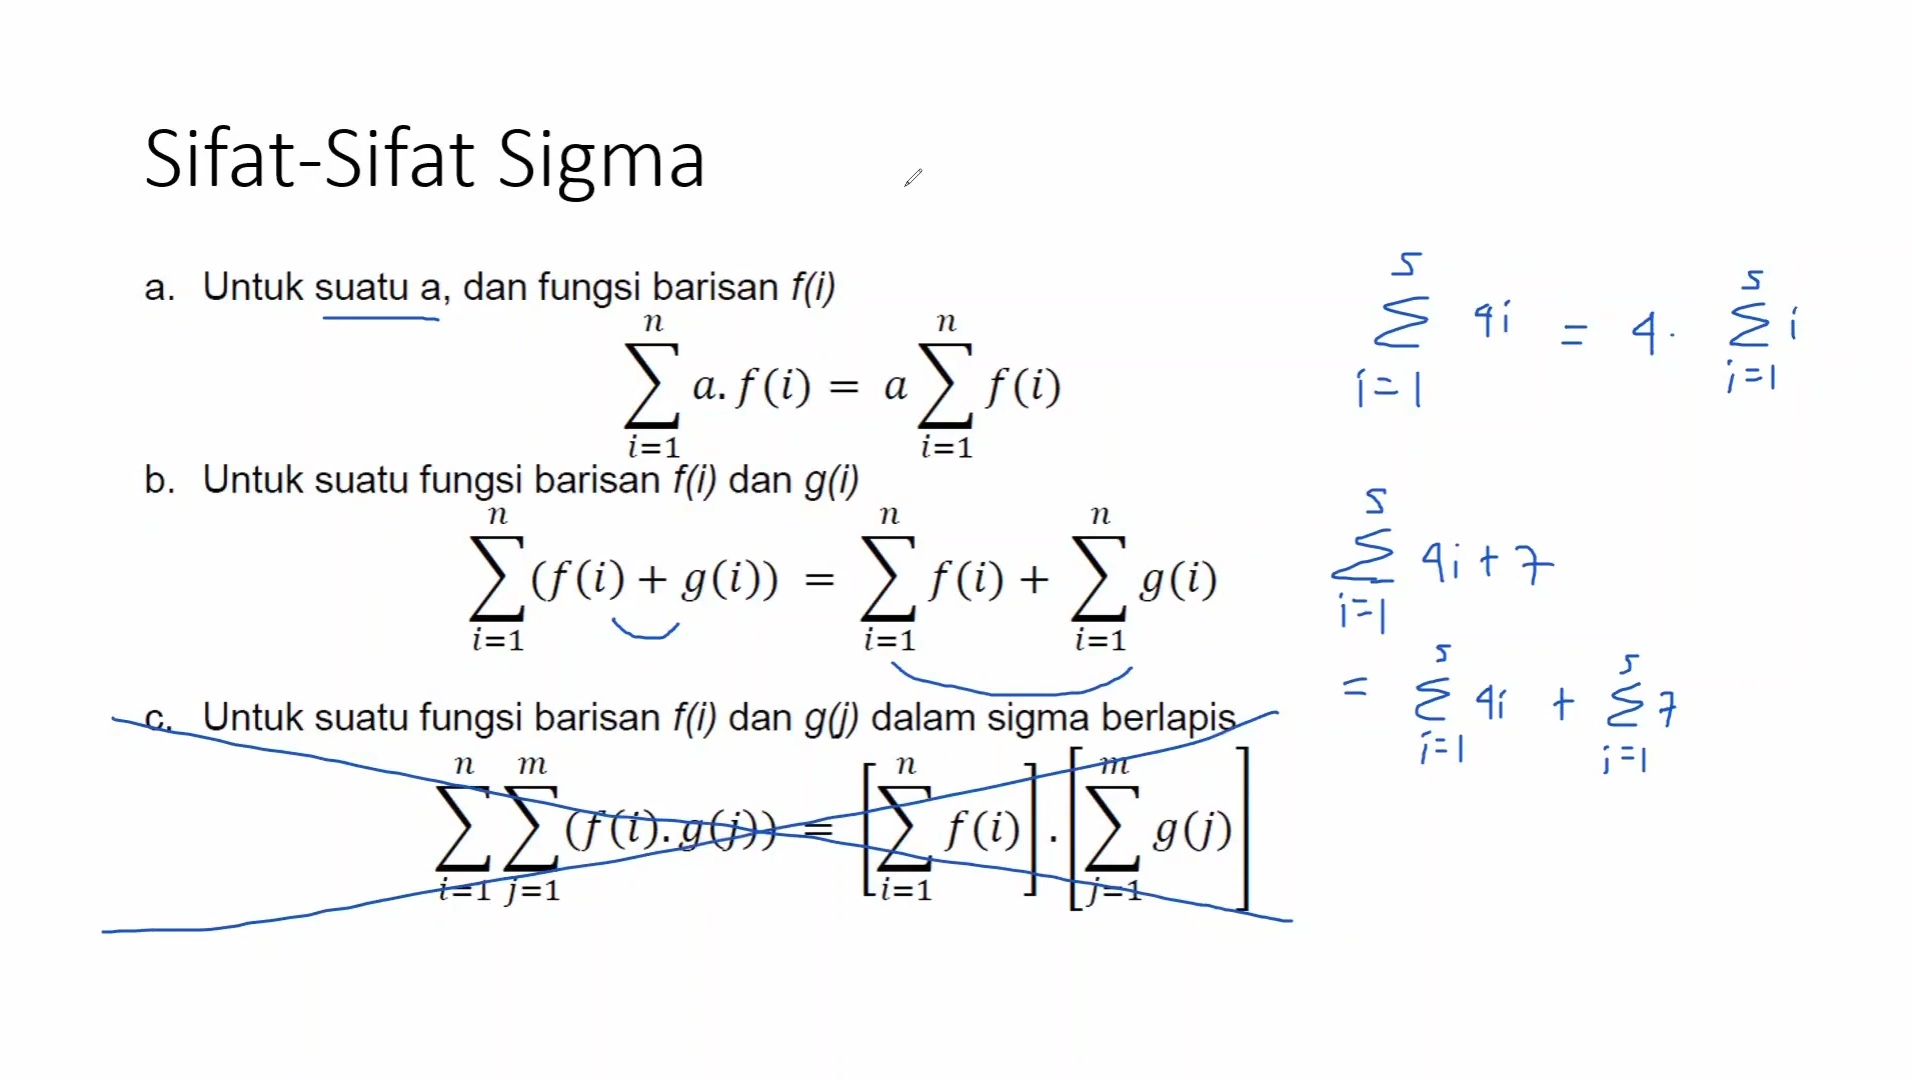 Sifat-Sifat Sigma
a. Untuk suatu a, dan fungsi barisan f(i)
∑_{i=1}^{n} a. f(i) = a ∑_{i=1}^{n} f(i)
b. Untuk suatu fungsi barisan f(i) dan g(i)
∑_{i=1}^{n} (f(i) + g(i)) = ∑_{i=1}^{n} f(i) + ∑_{i=1}^{n} g(i)
c. Untuk suatu fungsi barisan f(i) dan g(j) dalam sigma berlapis
∑_{i=1}^{n} ∑_{j=1}^{m} (f(i). g(j)) = [∑_{i=1}^{n} f(i)] . [∑_{j=1}^{m} g(j)]
∑_{i=1}^{5} 4i = 4 . ∑_{i=1}^{5} i
∑_{i=1}^{5} 4i + 7
= ∑_{i=1}^{5} 4i + ∑_{i=1}^{5} 7